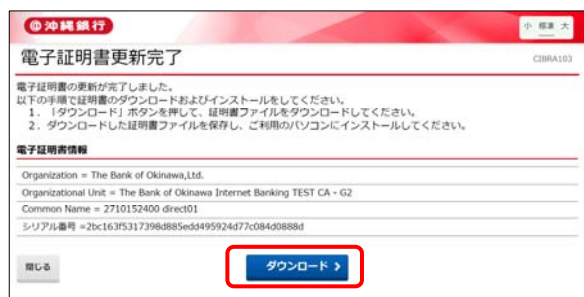 沖縄銀行
小 標準 大
電子証明書更新完了
CIBRA103
電子証明書の更新が完了しました。
以下の手順で証明書のダウンロードおよびインストールをしてください。
1．「ダウンロード」ボタンを押して、証明書ファイルをダウンロードしてください。
2．ダウンロードした証明書ファイルを保存し、ご利用のパソコンにインストールしてください。
電子証明書情報
Organization = The Bank of Okinawa,Ltd.
Organizational Unit = The Bank of Okinawa Internet Banking TEST CA - G2
Common Name = 2710152400 direct01
シリアル番号 =2bc163f5317398d885edd495924d77c084d0888d
閉じる
ダウンロード